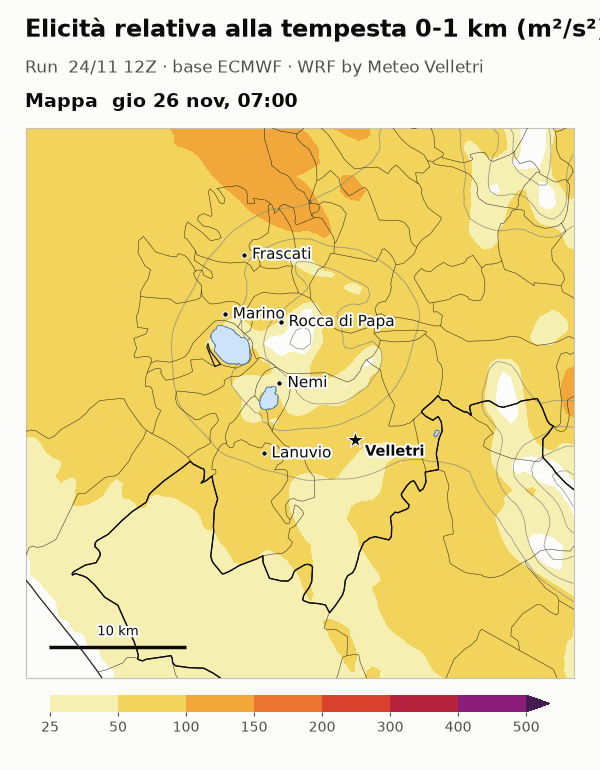 Elicità relativa alla tempesta 0-1 km (m²/s²)
Run 24/11 12Z · base ECMWF · WRF by Meteo Velletri
Mappa gio 26 nov, 07:00
Frascati
Marino
Rocca di Papa
Nemi
Velletri
Lanuvio
10 km
25 50 100 150 200 300 400 500